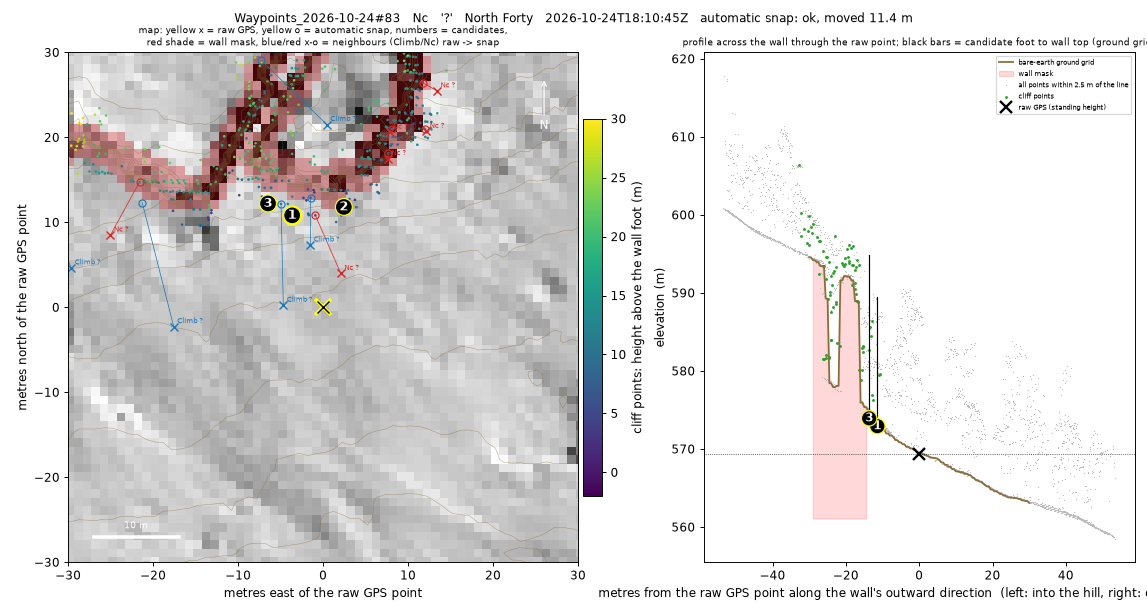 Waypoints_2026-10-24#83 Nc '?' North Forty 2026-10-24T18:10:45Z automatic snap: ok, moved 11.4 m
map: yellow x = raw GPS, yellow o = automatic snap, numbers = candidates,
red shade = wall mask, blue/red x-o = neighbours (Climb/Nc) raw -> snap
profile across the wall through the raw point; black bars = candidate foot to wall top (ground gri
30
20
10
0
−10
−20
−30
−30
−20
−10
0
10
20
30
metres north of the raw GPS point
metres east of the raw GPS point
Nc ?
Climb ?
Nc ?
Nc ?
Nc ?
Climb ?
Nc ?
Climb ?
Climb ?
Climb ?
N
3
1
2
10 m
30
25
20
15
10
5
0
cliff points: height above the wall foot (m)
620
610
600
590
580
570
560
elevation (m)
bare-earth ground grid
wall mask
all points within 2.5 m of the line
cliff points
raw GPS (standing height)
3
1
−40
−20
0
20
40
metres from the raw GPS point along the wall's outward direction (left: into the hill, right: